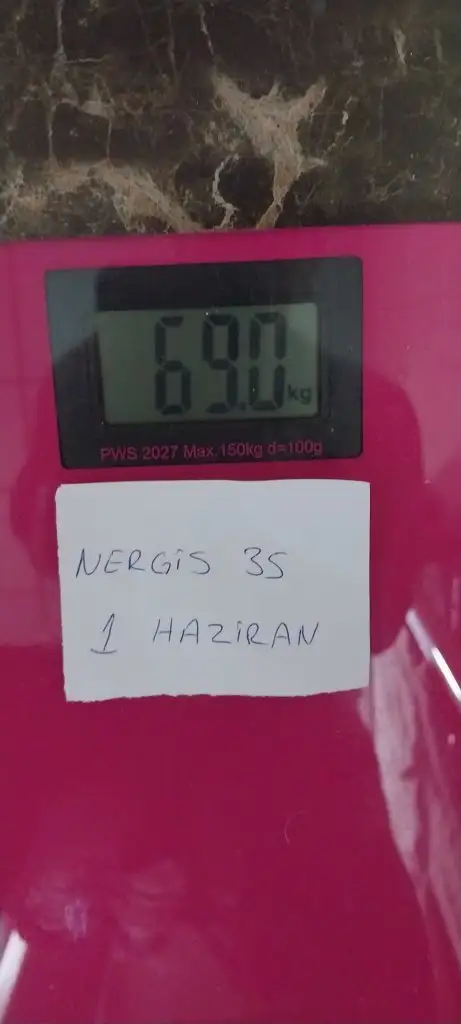 69.0 kg
PWS 2027 Max.150kg d=100g
NERGİS 35
1 HAZİRAN